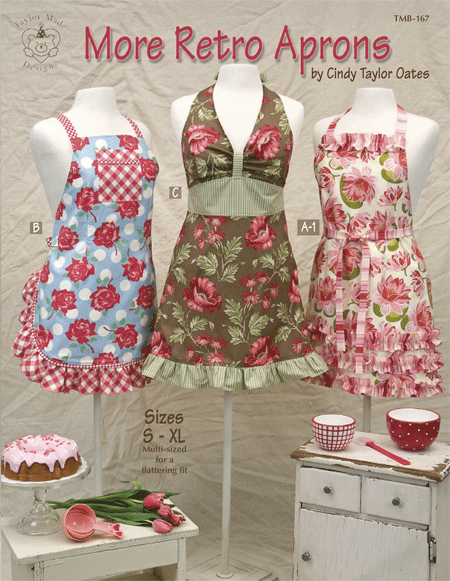 Taylor Made
Designs
TMB-167
More Retro Aprons
by Cindy Taylor Oates
B
C
A-1
Sizes
S - XL
Multi-sized
for a
flattering fit